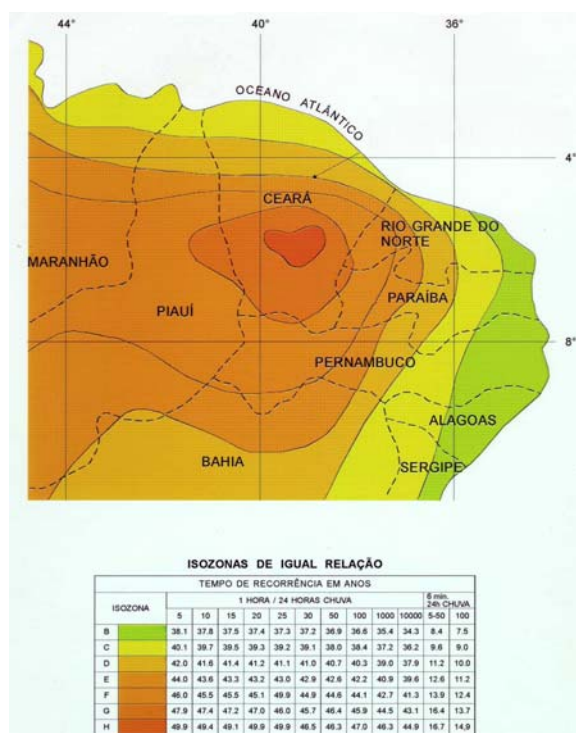 44° 40° 36°
OCEANO ATLÂNTICO
4°
CEARÁ
RIO GRANDE DO
NORTE
MARANHÃO
PARAÍBA
PIAUÍ
8°
PERNAMBUCO
ALAGOAS
BAHIA
SERGIPE
ISOZONAS DE IGUAL RELAÇÃO
TEMPO DE RECORRÊNCIA EM ANOS
ISOZONA 1 HORA / 24 HORAS CHUVA 6 min. 24h CHUVA
5 10 15 20 25 30 50 100 1000 10000 5-50 100
B 38.1 37.8 37.5 37.4 37.3 37.2 36.9 36.6 35.4 34.3 8.4 7.5
C 40.1 39.7 39.5 39.3 39.2 39.1 38.0 38.4 37.2 36.2 9.6 9.0
D 42.0 41.6 41.4 41.2 41.1 41.0 40.7 40.3 39.0 37.9 11.2 10.0
E 44.0 43.6 43.3 43.2 43.0 42.9 42.6 42.2 40.9 39.6 12.6 11.2
F 46.0 45.5 45.5 45.1 49.9 44.9 44.6 44.1 42.7 41.3 13.9 12.4
G 47.9 47.4 47.2 47.0 46.0 45.7 46.4 45.9 44.5 43.1 16.4 13.7
H 49.9 49.4 49.1 49.9 49.9 46.5 46.3 47.0 46.3 44.9 16.7 14.9